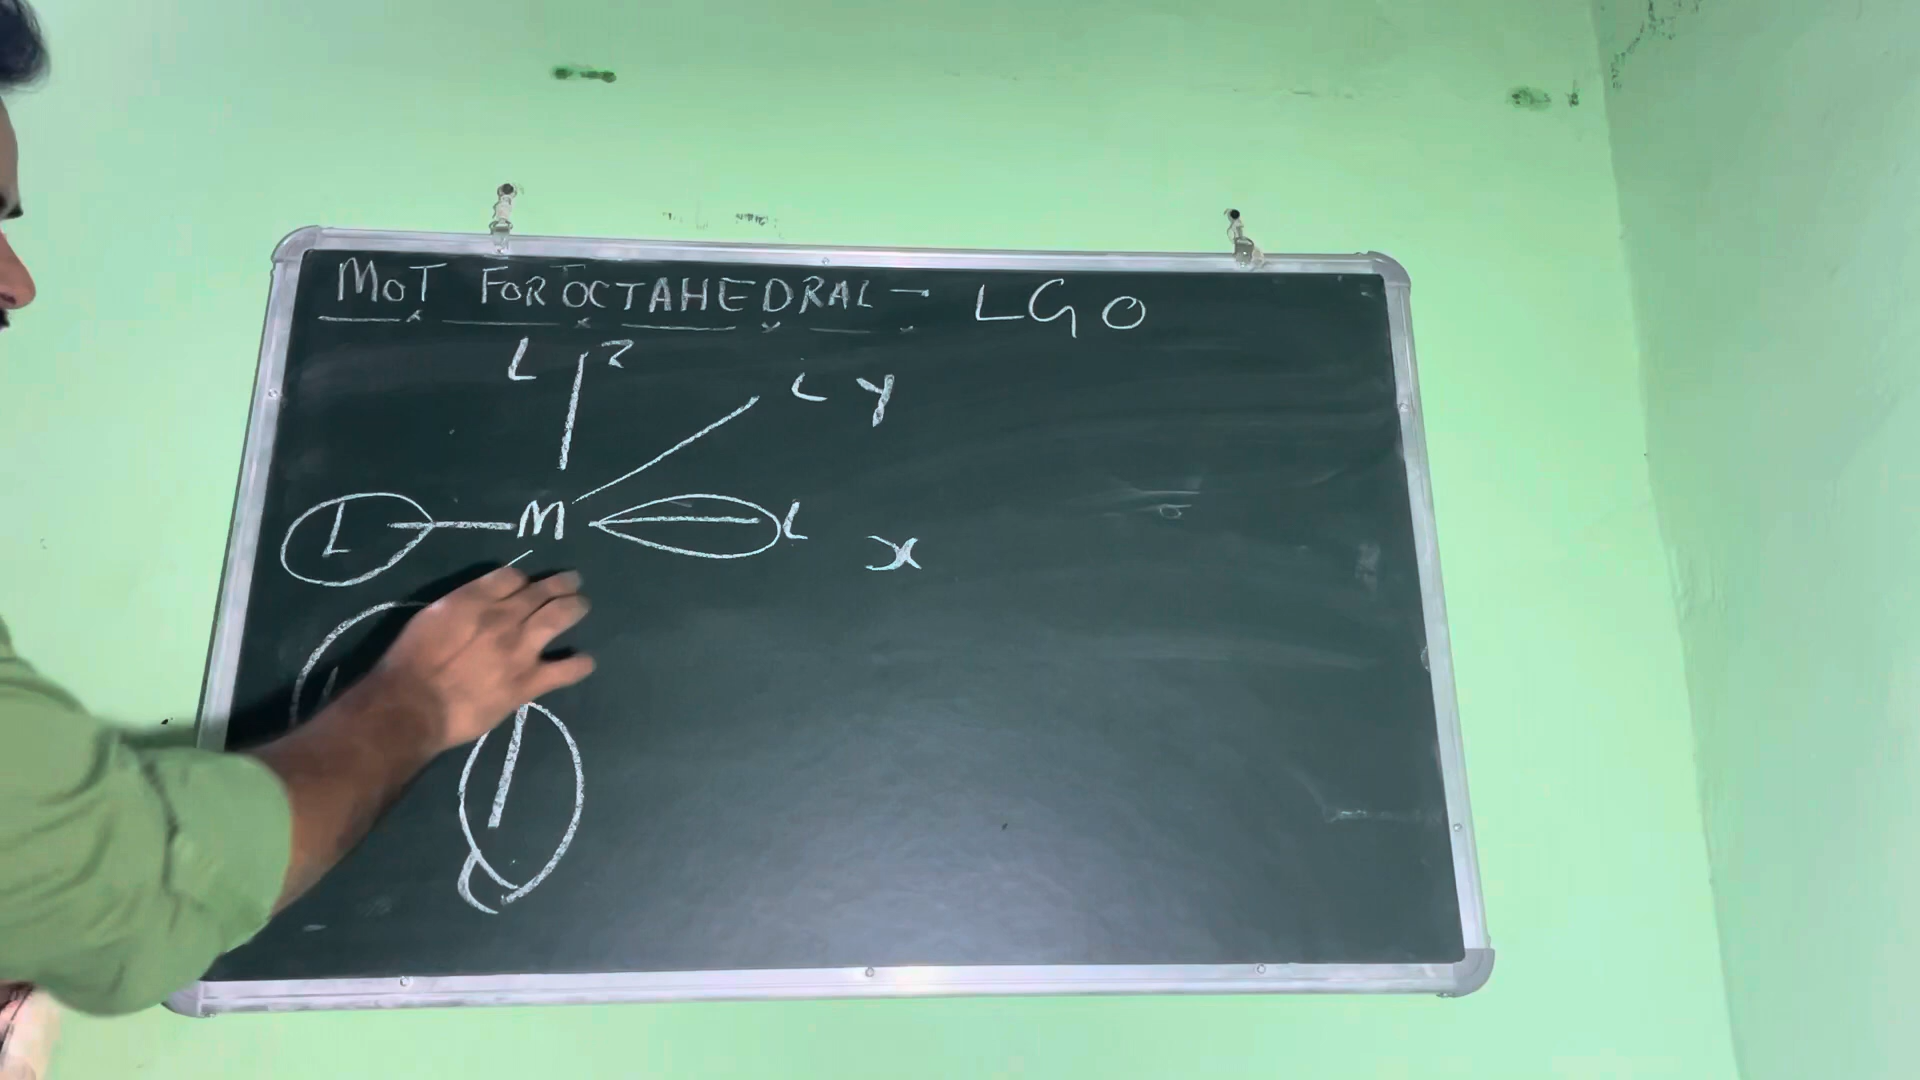 MOT FOR OCTAHEDRAL - LGO
L Z
L Y
L M L
x